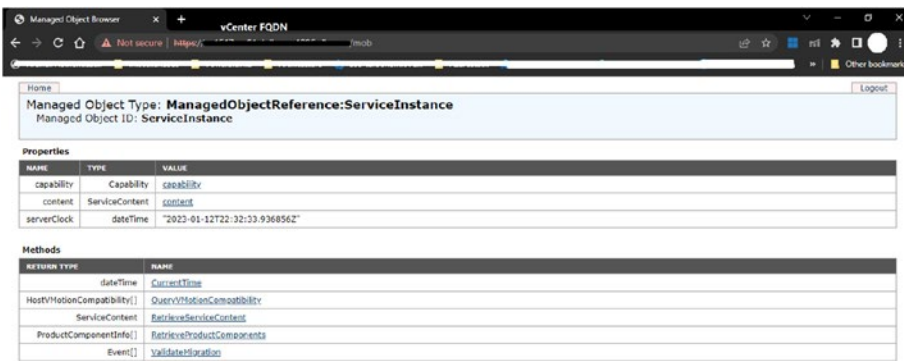 Managed Object Browser
vCenter FQDN
Not secure https:/ /mob
Other bookmark
Home Logout
Managed Object Type: ManagedObjectReference:ServiceInstance
Managed Object ID: ServiceInstance
Properties
NAME TYPE VALUE
capability Capability capability
content ServiceContent content
serverClock dateTime "2023-01-12T22:32:33.936856Z"
Methods
RETURN TYPE NAME
dateTime CurrentTime
HostVMotionCompatibility[] QueryVMotionCompatibility
ServiceContent RetrieveServiceContent
ProductComponentInfo[] RetrieveProductComponents
Event[] ValidateMigration